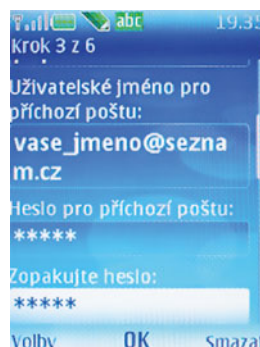 abc 19.35
Krok 3 z 6
Uživatelské jméno pro
příchozí poštu:
vase_jmeno@sezna
m.cz
Heslo pro příchozí poštu:
*****
Zopakujte heslo:
*****
Volby OK Smaza